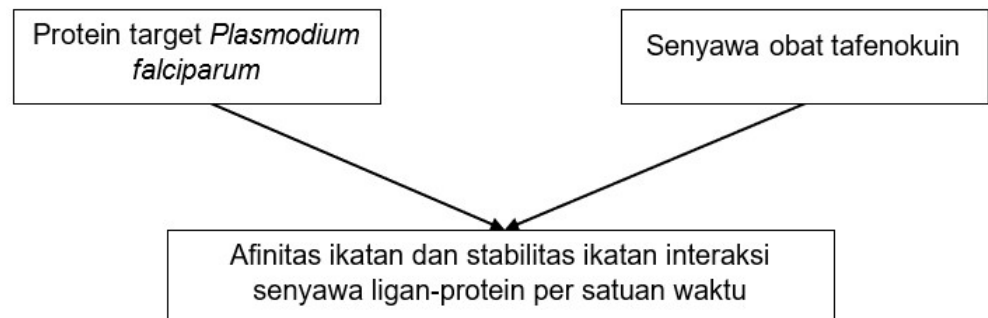 Protein target Plasmodium
falciparum
Senyawa obat tafenokuin
Afinitas ikatan dan stabilitas ikatan interaksi
senyawa ligan-protein per satuan waktu